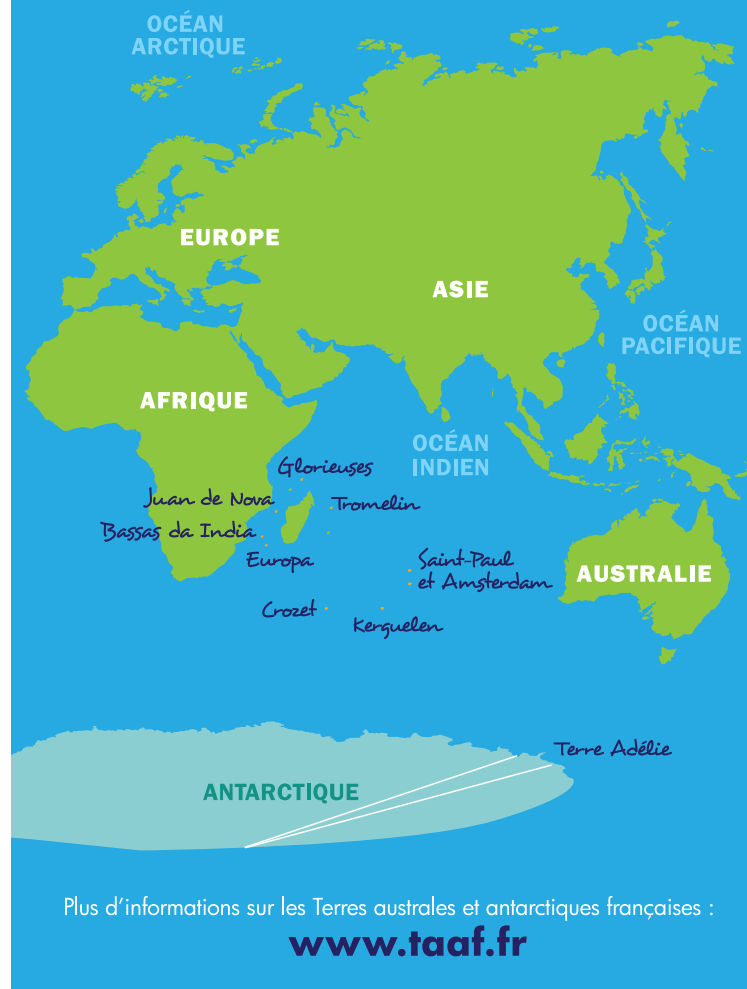 OCÉAN
ARCTIQUE
EUROPE
ASIE
OCÉAN
PACIFIQUE
AFRIQUE
OCÉAN
INDIEN
Glorieuses
Juan de Nova
Tromelin
Bassas da India
Europa
Saint-Paul
et Amsterdam
AUSTRALIE
Crozet
Kerguelen
Terre Adélie
ANTARCTIQUE
Plus d'informations sur les Terres australes et antarctiques françaises :
www.taaf.fr